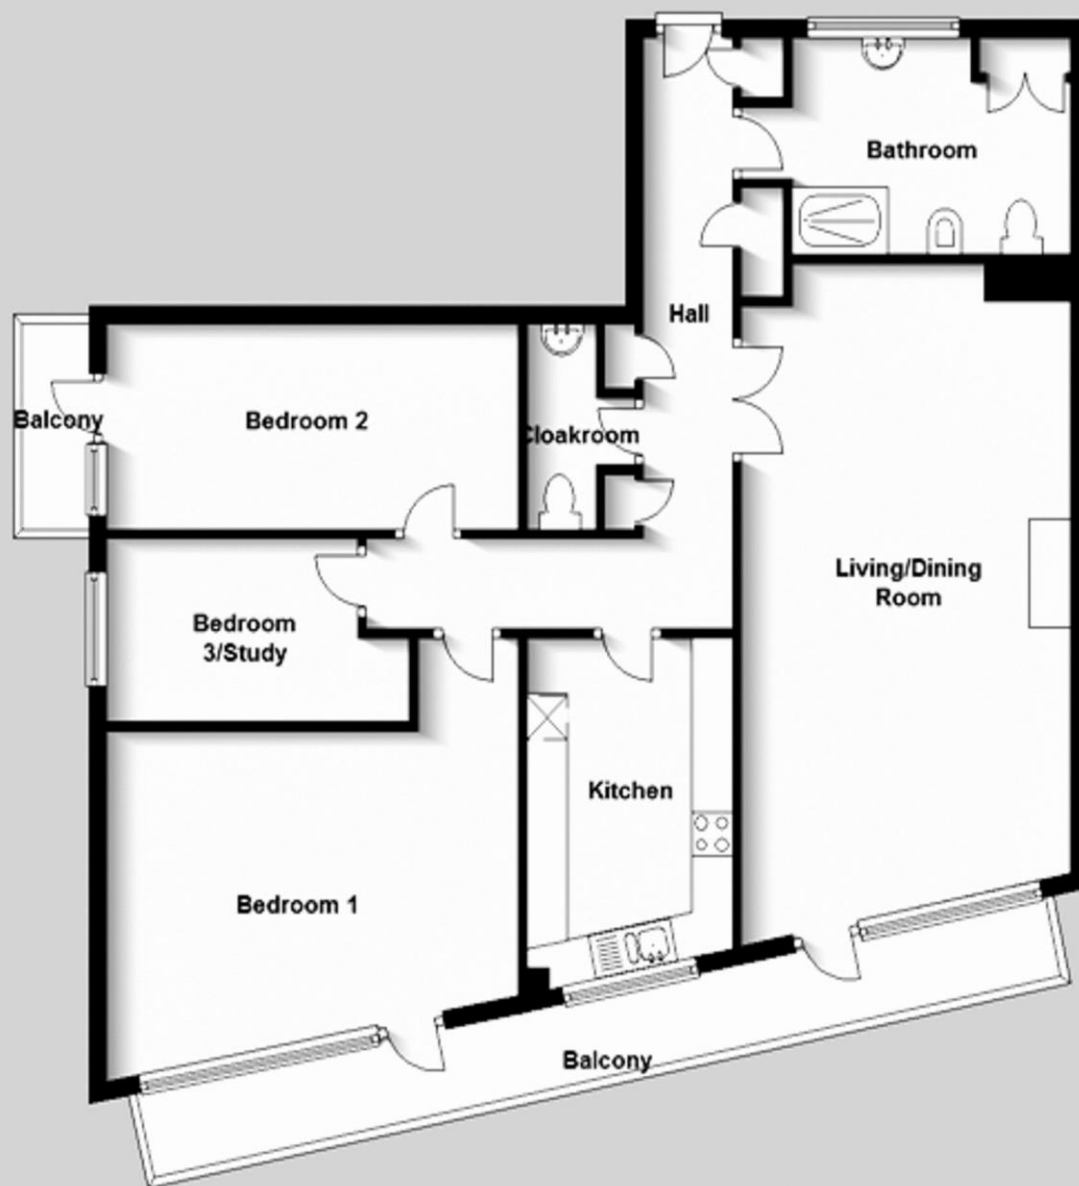 Bathroom
Hall
Balcony
Bedroom 2
Cloakroom
Living/Dining
Room
Bedroom
3/Study
Kitchen
Bedroom 1
Balcony